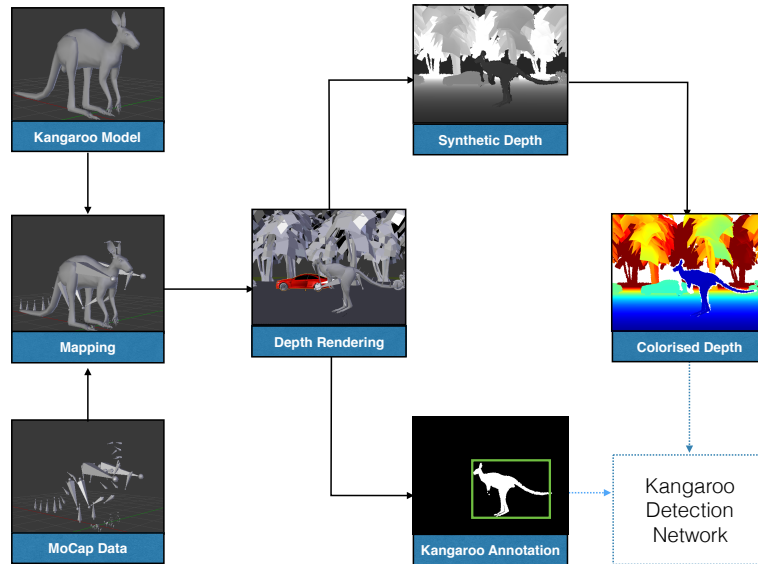 Kangaroo Model
Synthetic Depth
Mapping
Depth Rendering
Colorised Depth
MoCap Data
Kangaroo Annotation
Kangaroo
Detection
Network